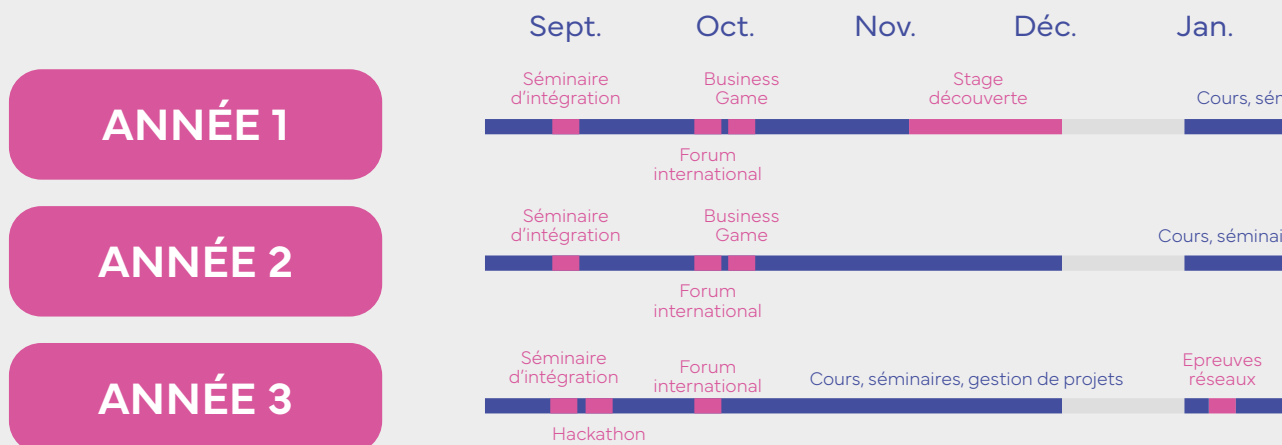 Sept. Oct. Nov. Déc. Jan.
ANNÉE 1
Séminaire
d'intégration
Business
Game
Stage
découverte
Cours, sém
Forum
international
ANNÉE 2
Séminaire
d'intégration
Business
Game
Cours, séminai
Forum
international
ANNÉE 3
Séminaire
d'intégration
Forum
international
Cours, séminaires, gestion de projets
Epreuves
réseaux
Hackathon